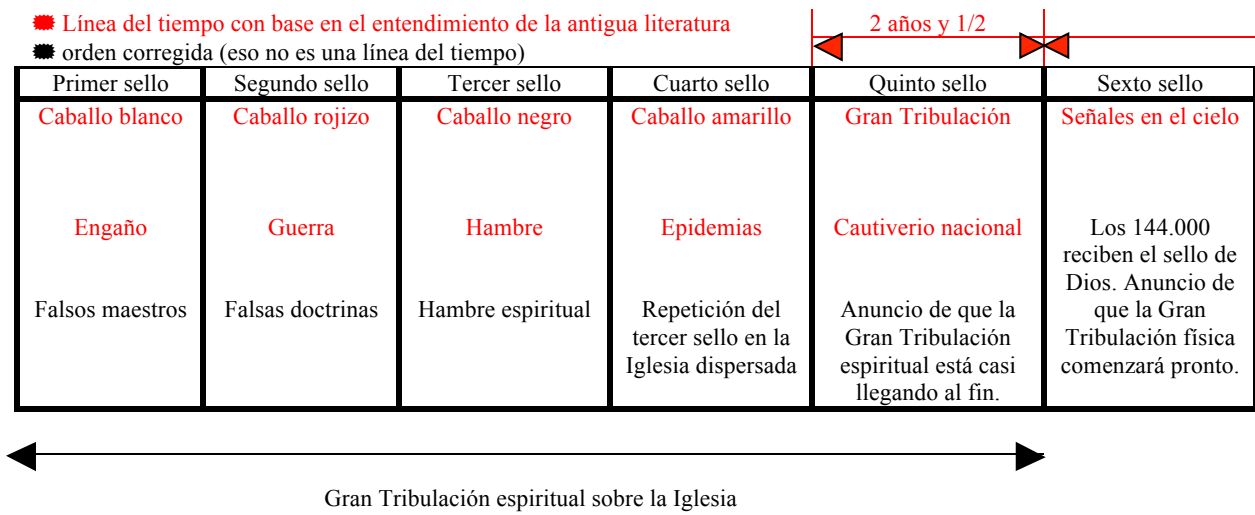 Línea del tiempo con base en el entendimiento de la antigua literatura
2 años y 1/2
orden corregida (eso no es una línea del tiempo)
Primer sello
Segundo sello
Tercer sello
Cuarto sello
Quinto sello
Sexto sello
Caballo blanco
Caballo rojizo
Caballo negro
Caballo amarillo
Gran Tribulación
Señales en el cielo
Engaño
Guerra
Hambre
Epidemias
Cautiverio nacional
Falsos maestros
Falsas doctrinas
Hambre espiritual
Repetición del
tercer sello en la
Iglesia dispersada
Anuncio de que la
Gran Tribulación
espiritual está casi
llegando al fin.
Los 144.000
reciben el sello de
Dios. Anuncio de
que la Gran
Tribulación física
comenzará pronto.
Gran Tribulación espiritual sobre la Iglesia